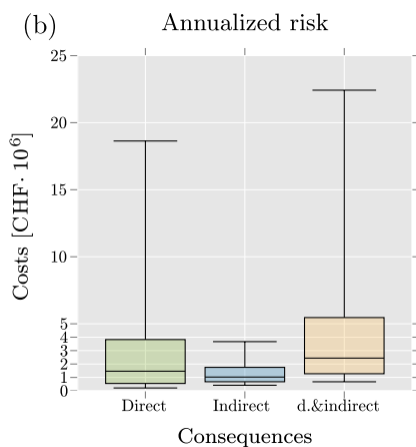 (b) Annualized risk
Costs [CHF· 10⁶]
25
20
15
10
5
4
3
2
1
0
Direct Indirect d.&indirect
Consequences